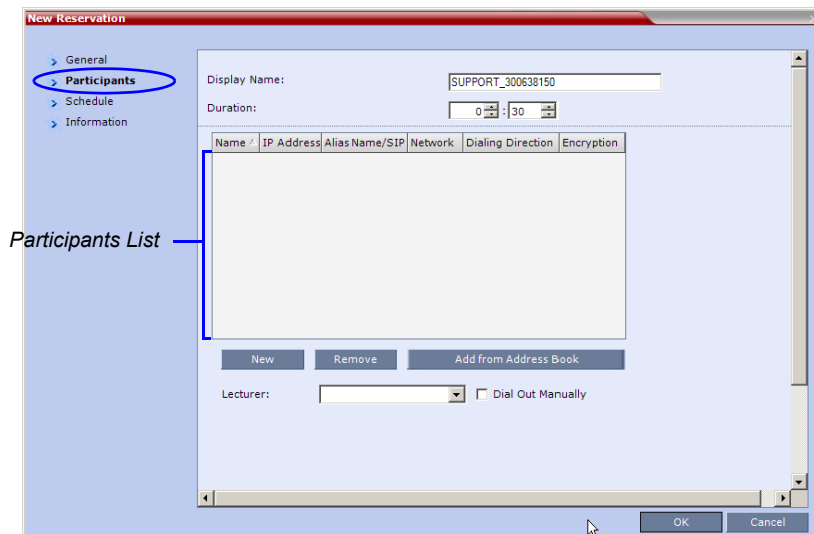 New Reservation
General
Participants
Schedule
Information
Display Name: SUPPORT_300638150
Duration: 0 : 30
Name IP Address Alias Name/SIP Network Dialing Direction Encryption
Participants List
New Remove Add from Address Book
Lecturer: Dial Out Manually
OK Cancel